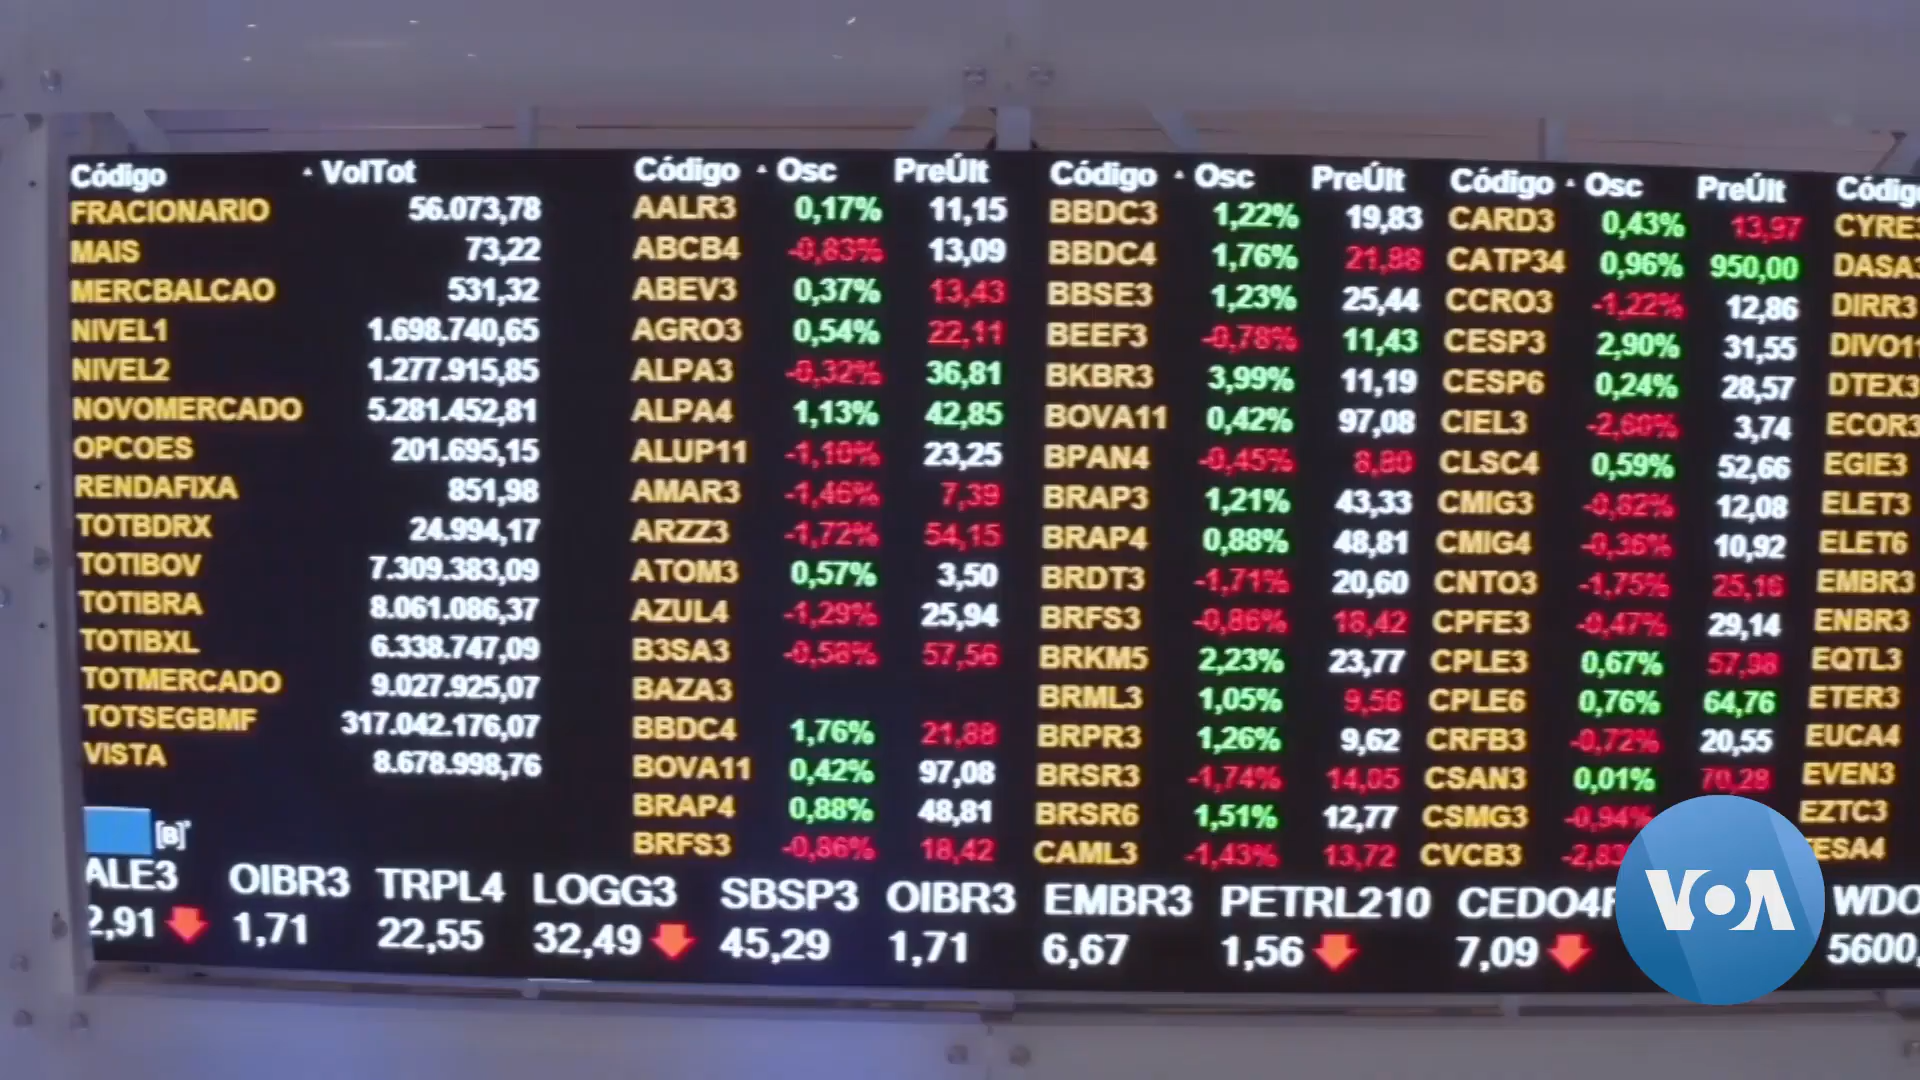 Código VolTot
FRACIONARIO 56.073,78
MAIS 73,22
MERCBALCAO 531,32
NIVEL1 1.698.740,65
NIVEL2 1.277.915,85
NOVOMERCADO 5.281.452,81
OPCOES 201.695,15
RENDAFIXA 851,98
TOTBDRX 24.994,17
TOTIBOV 7.309.383,09
TOTIBRA 8.061.086,37
TOTIBXL 6.338.747,09
TOTMERCADO 9.027.925,07
TOTSEGBMF 317.042.176,07
VISTA 8.678.998,76
[B]³
Código Osc PreÚlt
AALR3 0,17% 11,15
ABCB4 -0,83% 13,09
ABEV3 0,37% 13,43
AGRO3 0,54% 22,11
ALPA3 -0,32% 36,81
ALPA4 1,13% 42,85
ALUP11 -1,10% 23,25
AMAR3 -1,46% 7,39
ARZZ3 -1,72% 54,15
ATOM3 0,57% 3,50
AZUL4 -1,29% 25,94
B3SA3 -0,58% 57,56
BAZA3
BBDC4 1,76% 21,88
BOVA11 0,42% 97,08
BRAP4 0,88% 48,81
BRFS3 -0,86% 18,42
Código Osc PreÚlt
BBDC3 1,22% 19,83
BBDC4 1,76% 21,88
BBSE3 1,23% 25,44
BEEF3 -0,78% 11,43
BKBR3 3,99% 11,19
BOVA11 0,42% 97,08
BPAN4 -0,45% 8,80
BRAP3 1,21% 43,33
BRAP4 0,88% 48,81
BRDT3 -1,71% 20,60
BRFS3 -0,86% 18,42
BRKM5 2,23% 23,77
BRML3 1,05% 9,56
BRPR3 1,26% 9,62
BRSR3 -1,74% 14,05
BRSR6 1,51% 12,77
CAML3 -1,43% 13,72
Código Osc PreÚlt
CARD3 0,43% 13,97
CATP34 0,96% 950,00
CCRO3 -1,22% 12,86
CESP3 2,90% 31,55
CESP6 0,24% 28,57
CIEL3 -2,60% 3,74
CLSC4 0,59% 52,66
CMIG3 -0,82% 12,08
CMIG4 -0,36% 10,92
CNTO3 -1,75% 25,16
CPFE3 -0,47% 29,14
CPLE3 0,67% 57,98
CPLE6 0,76% 64,76
CRFB3 -0,72% 20,55
CSAN3 0,01% 70,28
CSMG3 -0,94%
CVCB3 -2,83
Códig
CYRE3
DASA3
DIRR3
DIVO11
DTEX3
ECOR3
EGIE3
ELET3
ELET6
EMBR3
ENBR3
EQTL3
ETER3
EUCA4
EVEN3
EZTC3
FESA4
ALE3 OIBR3 TRPL4 LOGG3 SBSP3 OIBR3 EMBR3 PETRL210 CEDO4F WDO
2,91 1,71 22,55 32,49 45,29 1,71 6,67 1,56 7,09 5600,
VOA